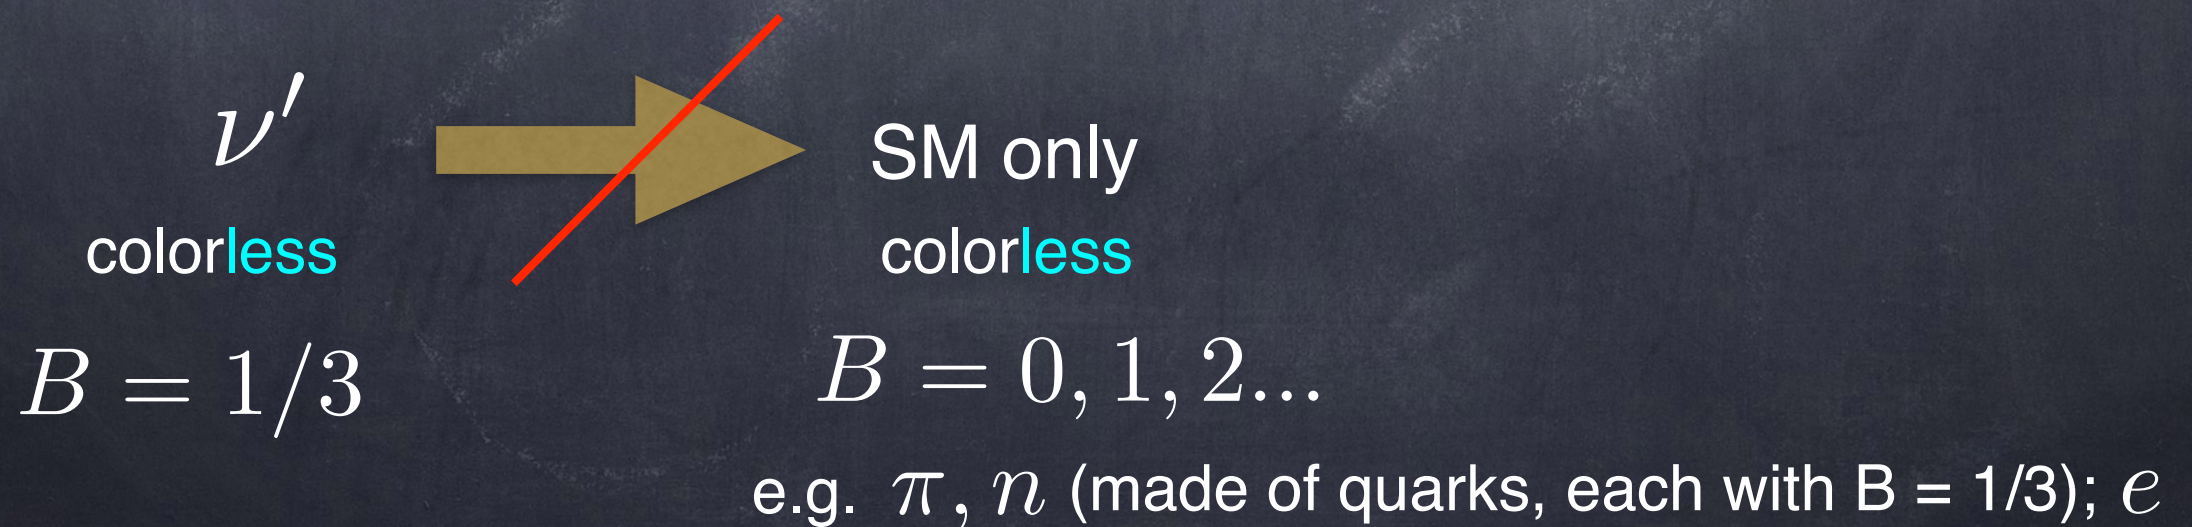 ν′ SM only
colorless colorless
B = 1/3 B = 0, 1, 2...
e.g. π, n (made of quarks, each with B = 1/3); e